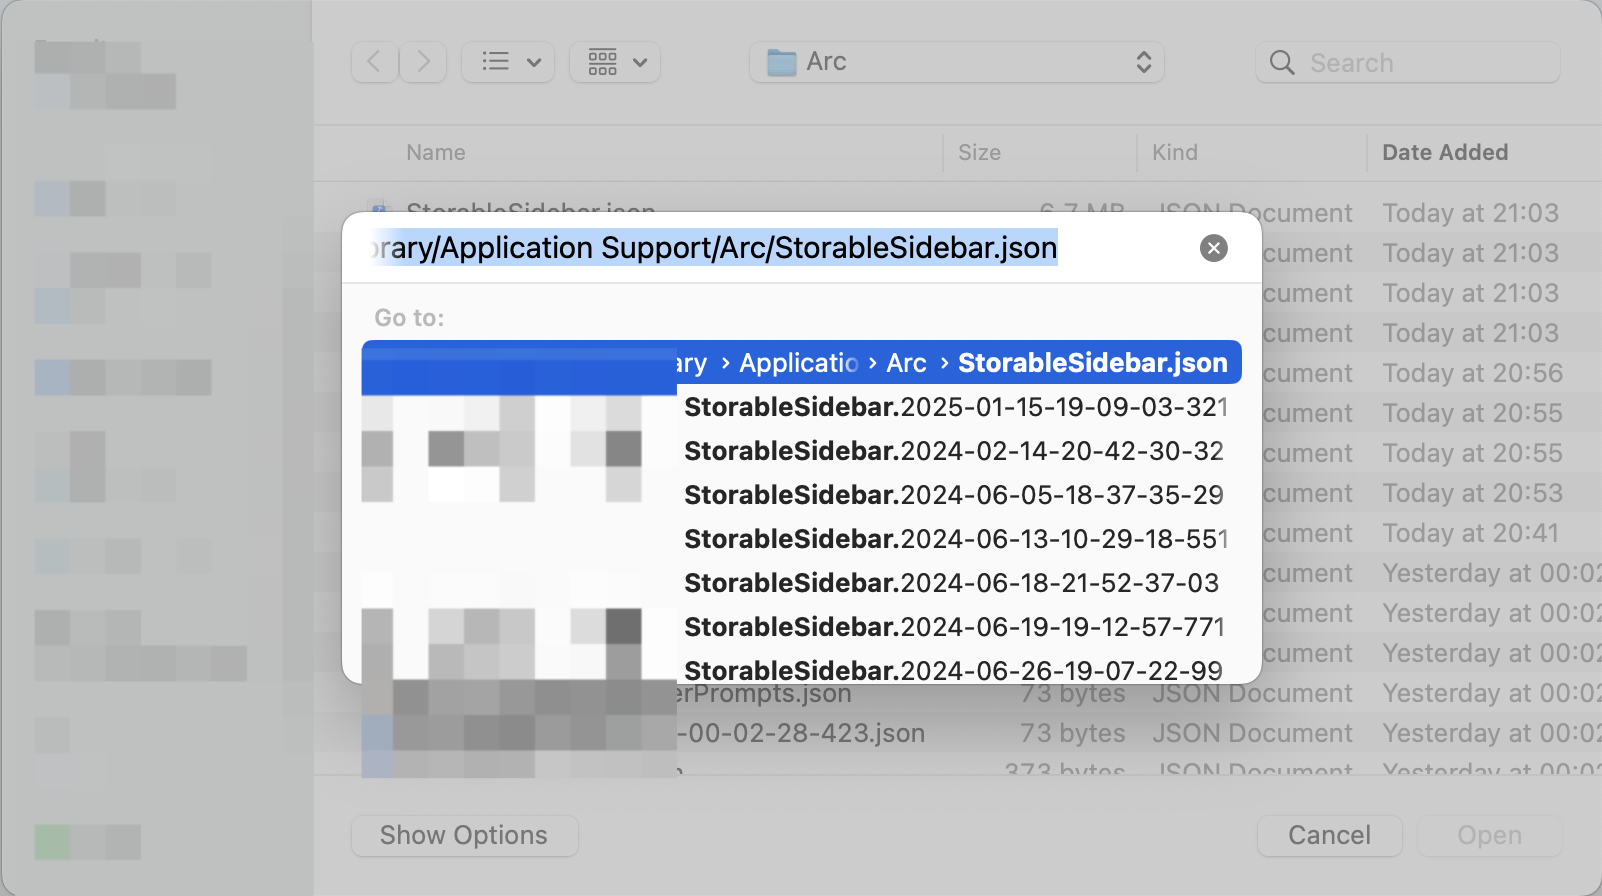 Arc
Search
Name Size Kind Date Added
StorableSidebar.json 6.7 MB JSON Document Today at 21:03
orary/Application Support/Arc/StorableSidebar.json
cument Today at 21:03
cument Today at 21:03
Go to:
cument Today at 21:03
ary › Applicatio › Arc › StorableSidebar.json
cument Today at 20:56
StorableSidebar.2025-01-15-19-09-03-321
cument Today at 20:55
StorableSidebar.2024-02-14-20-42-30-32
cument Today at 20:55
StorableSidebar.2024-06-05-18-37-35-29
cument Today at 20:53
StorableSidebar.2024-06-13-10-29-18-551
cument Today at 20:41
StorableSidebar.2024-06-18-21-52-37-03
cument Yesterday at 00:02
StorableSidebar.2024-06-19-19-12-57-771
cument Yesterday at 00:02
StorableSidebar.2024-06-26-19-07-22-99
cument Yesterday at 00:02
erPrompts.json 73 bytes JSON Document Yesterday at 00:02
-00-02-28-423.json 73 bytes JSON Document Yesterday at 00:02
373 bytes JSON Document Yesterday at 00:02
Show Options Cancel Open